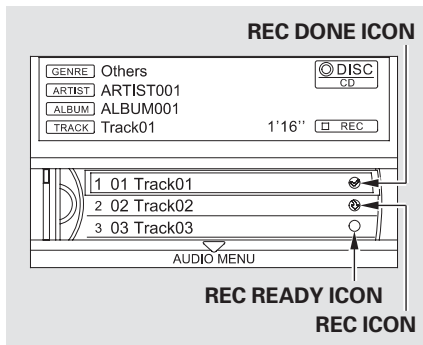 REC DONE ICON
GENRE Others
DISC
CD
ARTIST ARTIST001
ALBUM ALBUM001
TRACK Track01 1'16'' REC
1 01 Track01
2 02 Track02
3 03 Track03
AUDIO MENU
REC READY ICON
REC ICON